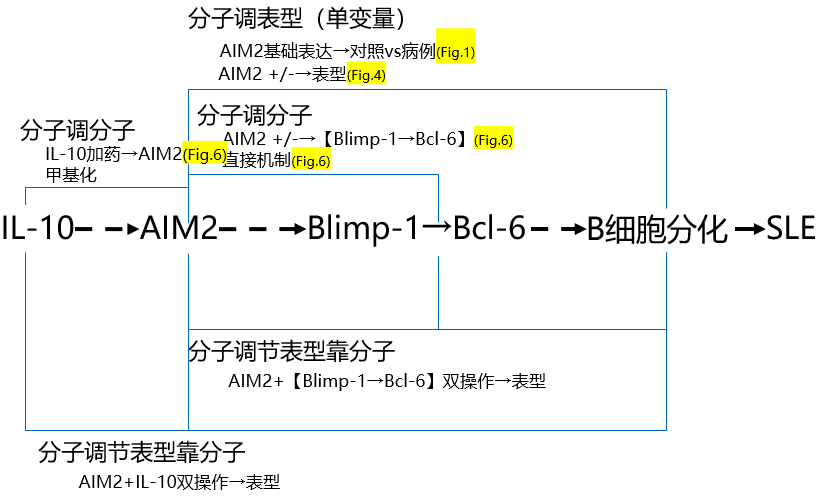 分子调表型（单变量）
AIM2基础表达→对照vs病例(Fig.1)
AIM2 +/-→表型(Fig.4)
分子调分子
AIM2 +/-→【Blimp-1→Bcl-6】(Fig.6)
直接机制(Fig.6)
分子调分子
IL-10加药→AIM2(Fig.6)
甲基化
IL-10→AIM2→Blimp-1→Bcl-6→B细胞分化→SLE
分子调节表型靠分子
AIM2+【Blimp-1→Bcl-6】双操作→表型
分子调节表型靠分子
AIM2+IL-10双操作→表型